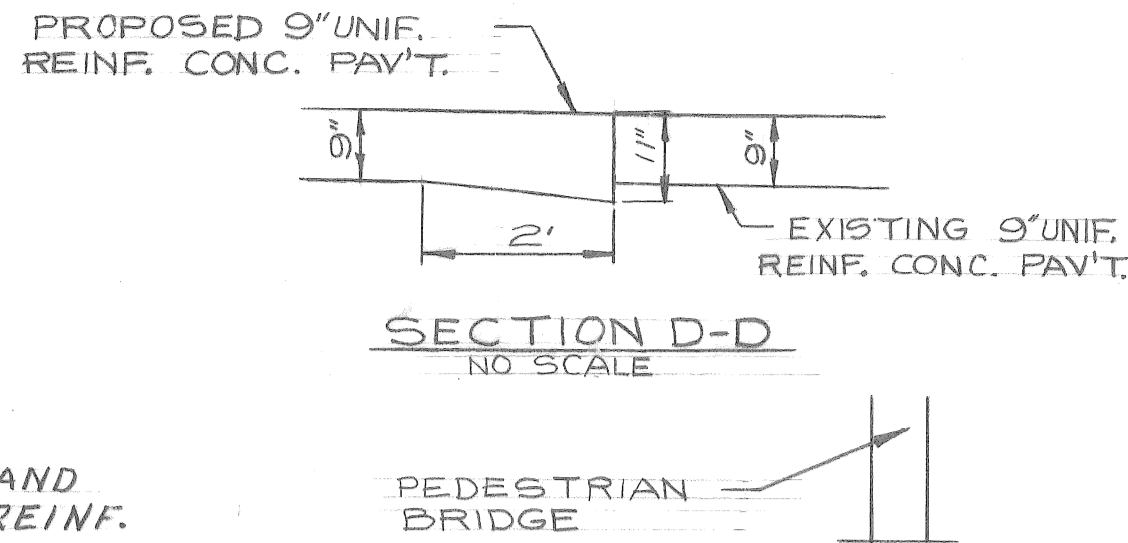 PROPOSED 9" UNIF.
REINF. CONC. PAV'T.
9"
11"
9"
2'
EXISTING 9" UNIF.
REINF. CONC. PAV'T.
SECTION D-D
NO SCALE
AND
REINF.
PEDESTRIAN
BRIDGE